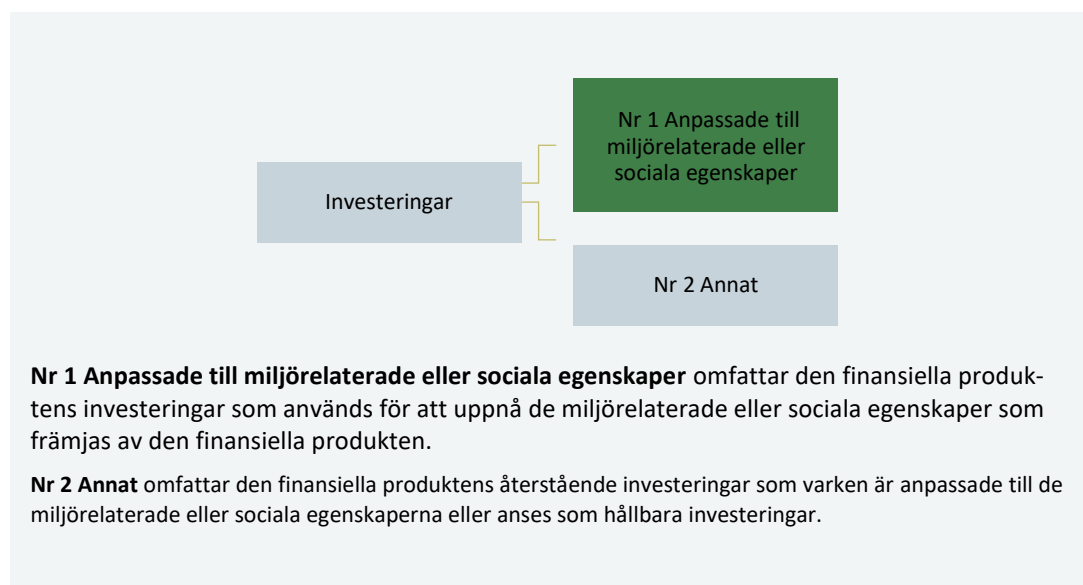 Nr 1 Anpassade till
miljörelaterade eller
sociala egenskaper
Investeringar
Nr 2 Annat
Nr 1 Anpassade till miljörelaterade eller sociala egenskaper omfattar den finansiella produk-
tens investeringar som används för att uppnå de miljörelaterade eller sociala egenskaper som
främjas av den finansiella produkten.
Nr 2 Annat omfattar den finansiella produktens återstående investeringar som varken är anpassade till de
miljörelaterade eller sociala egenskaperna eller anses som hållbara investeringar.